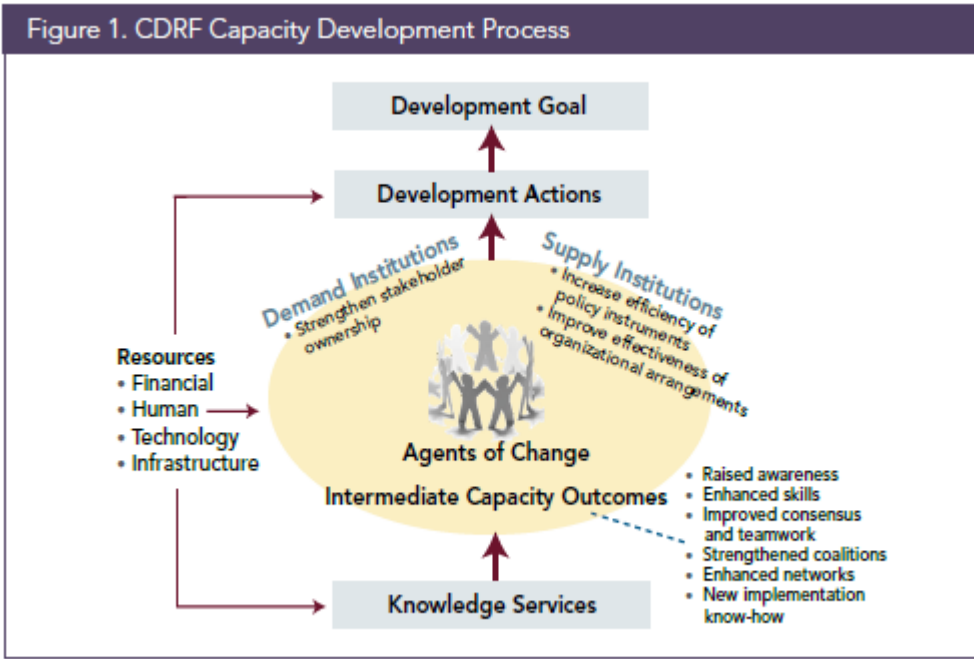 Figure 1. CDRF Capacity Development Process
Development Goal
Development Actions
Demand Institutions
• Strengthen stakeholder
ownership
Supply Institutions
• Increase efficiency of
policy instruments
• Improve effectiveness of
organizational arrangements
Resources
• Financial
• Human
• Technology
• Infrastructure
Agents of Change
Intermediate Capacity Outcomes
• Raised awareness
• Enhanced skills
• Improved consensus
and teamwork
• Strengthened coalitions
• Enhanced networks
• New implementation
know-how
Knowledge Services